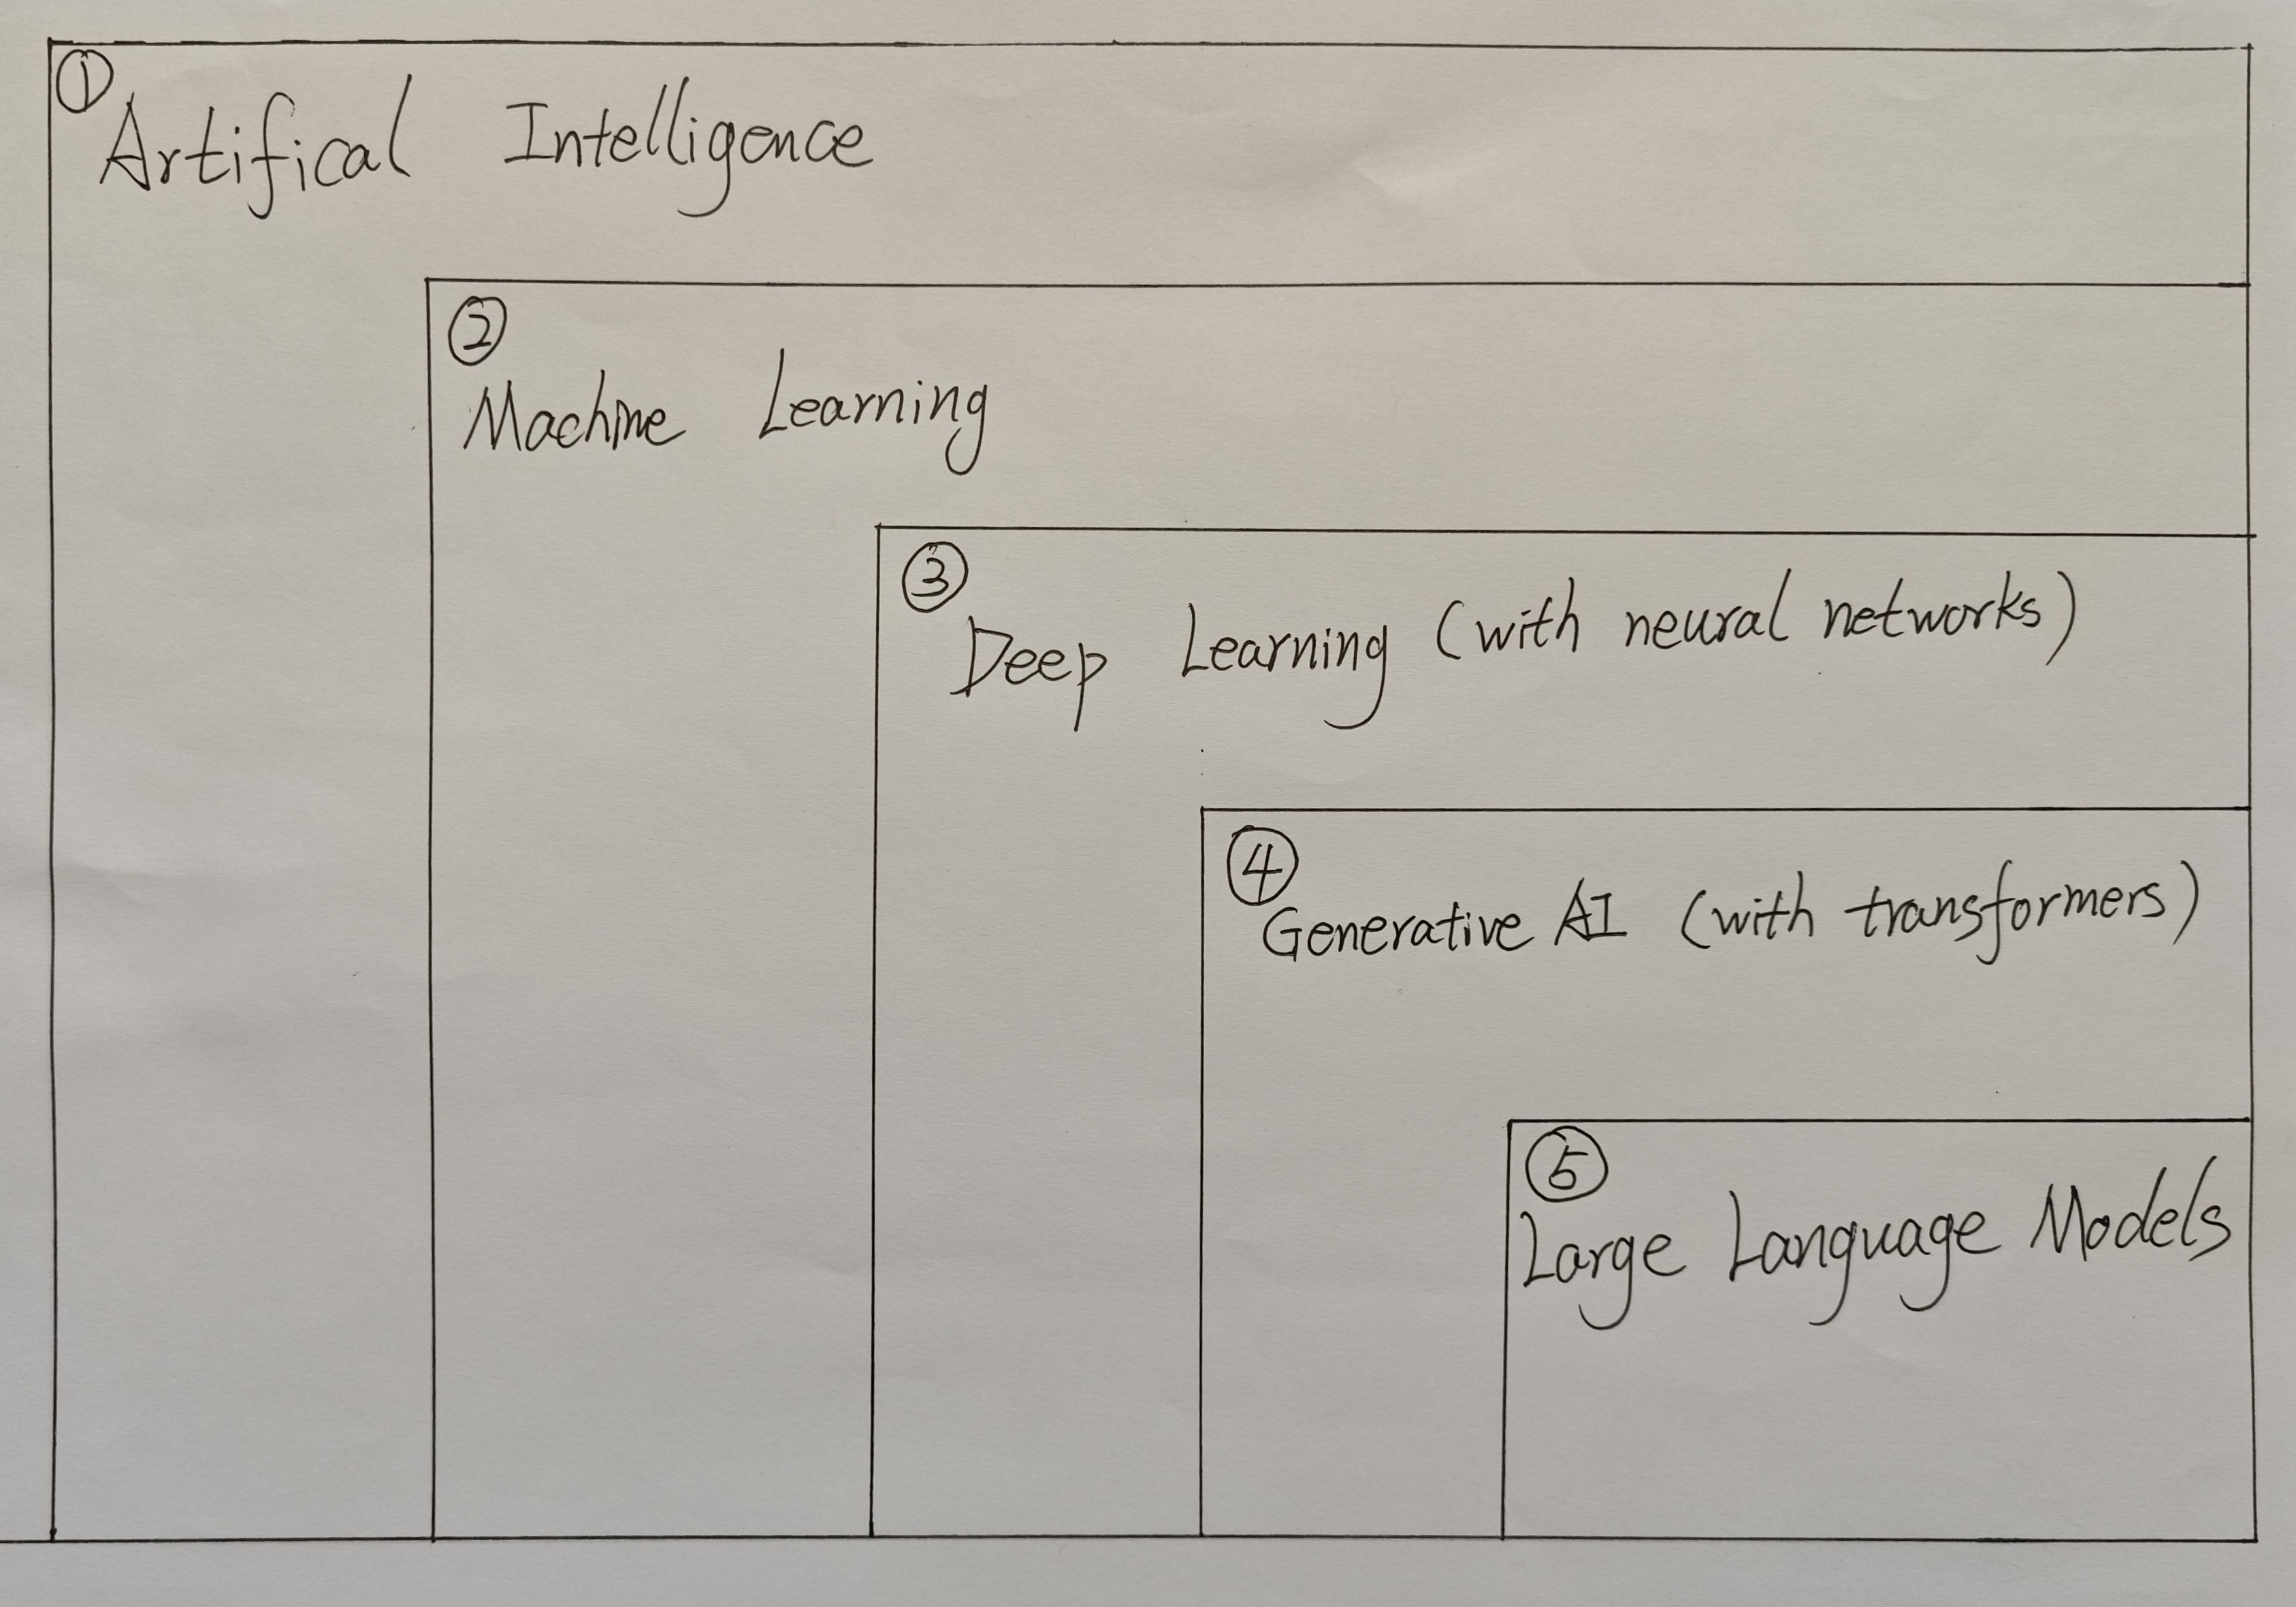 ①
Artifical Intelligence
②
Machine Learning
③
Deep Learning (with neural networks)
④
Generative AI (with transformers)
⑤
Large Language Models